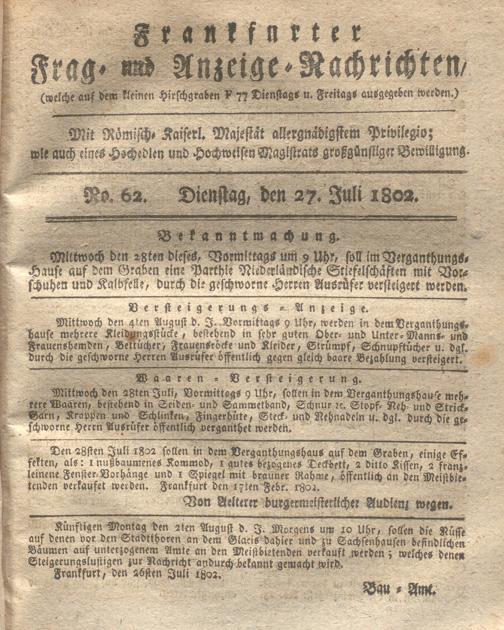 Frankfurter
Frag- und Anzeige-Nachrichten,
(welche auf dem kleinen Hirschgraben F 77 Dienstags u. Freitags ausgegeben werden.)
Mit Römisch-Kaiserl. Majestät allergnädigstem Privilegio;
wie auch eines Hochedlen und Hochweisen Magistrats großgünstiger Bewilligung.
No. 62. Dienstag, den 27. Juli 1802.
Bekanntmachung.
Mittwoch den 28ten dieses, Vormittags um 9 Uhr, soll im Verganthungs-
Hause auf dem Graben eine Parthie Niederländische Stiefelschäften mit Vor-
schuhen und Kalbfelle, durch die geschworne Herren Ausrüfer versteigert werden.
Versteigerungs-Anzeige.
Mittwoch den 4ten August d. J. Vormittags 9 Uhr, werden in dem Verganthungs-
hause mehrere Kleidungsstücke, bestehend in sehr guten Ober- und Unter-Manns- und
Frauenshemden, Bettücher, Frauensröcke und Kleider, Strümpf, Schnupftücher u. dgl.
durch die geschworne Herren Ausrüfer öffentlich gegen gleich baare Bezahlung versteigert.
Waaren-Versteigerung.
Mittwoch den 28ten Juli, Vormittags 9 Uhr, sollen in dem Verganthungshause meh-
rere Waaren, bestehend in Seiden- und Sammetband, Schnur ec. Stopf- Neh- und Strick-
Garn, Krappen und Schlinken, Fingerhüte, Steck- und Nehnadeln u. dgl. durch die ge-
schworne Herren Ausrüfer öffentlich verganthet werden.
Den 28ten Juli 1802 sollen in dem Verganthungshaus auf dem Graben, einige Ef-
fekten, als: 1 nußbaumenes Kommod, 1 gutes bezogenes Deckbett, 2 ditto Kissen, 2 franz-
leinene Fenster-Vorhänge und 1 Spiegel mit brauner Rahme, öffentlich an den Meistbie-
tenden verkaufet werden. Frankfurt den 17ten Febr. 1802.
Von Aelterer burgermeisterlicher Audienz wegen.
Künftigen Montag den 2ten August d. J. Morgens um 10 Uhr, sollen die Nüsse
auf denen vor den Stadtthoren an dem Glacis dahier und zu Sachsenhausen befindlichen
Bäumen auf unterzogenem Amte an den Meistbietenden verkauft werden; welches denen
Steigerungslustigen zur Nachricht andurch bekannt gemacht wird.
Frankfurt, den 26ten Juli 1802.
Bau-Amt.